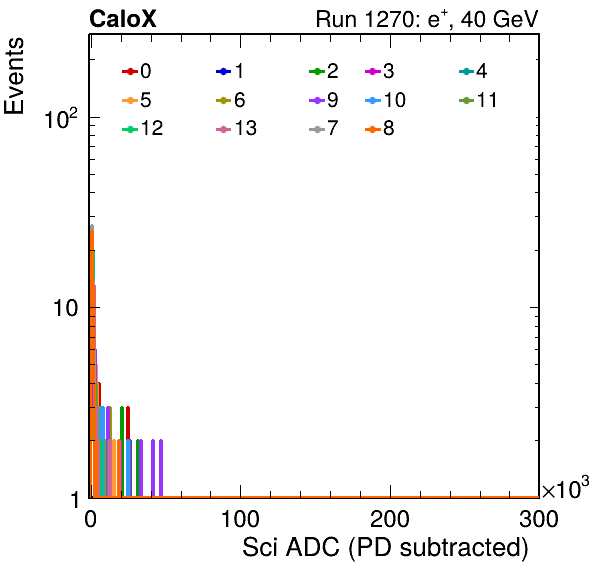 CaloX Run 1270: e⁺, 40 GeV
Events
0 1 2 3 4
5 6 9 10 11
12 13 7 8
10²
10
1
0 100 200 300
×10³
Sci ADC (PD subtracted)